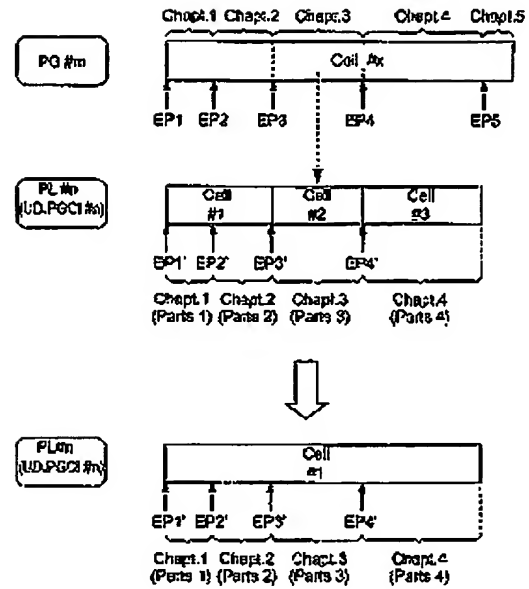 Chapt.1 Chapt.2 Chapt.3 Chapt.4 Chapt.5
PG #m
Cell #x
EP1 EP2 EP3 EP4 EP5
PL #n
(UD.PGCI #n)
Cell
#1
Cell
#2
Cell
#3
EP1' EP2' EP3' EP4'
Chapt.1 Chapt.2 Chapt.3 Chapt.4
(Parts 1) (Parts 2) (Parts 3) (Parts 4)
PL#n
(UD.PGCI #n)
Cell
#1
EP1' EP2' EP3' EP4'
Chapt.1 Chapt.2 Chapt.3 Chapt.4
(Parts 1) (Parts 2) (Parts 3) (Parts 4)